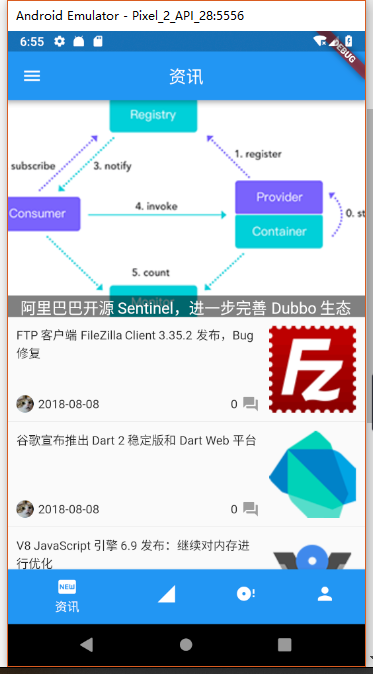 Android Emulator - Pixel_2_API_28:5556
6:55
DEBUG
资讯
Registry
subscribe
3. notify
1. register
Consumer
4. invoke
Provider
Container
0. st
5. count
Monitor
阿里巴巴开源 Sentinel，进一步完善 Dubbo 生态
FTP 客户端 FileZilla Client 3.35.2 发布，Bug
修复
2018-08-08
0
Fz
谷歌宣布推出 Dart 2 稳定版和 Dart Web 平台
2018-08-08
0
V8 JavaScript 引擎 6.9 发布：继续对内存进
行优化
NEW
资讯